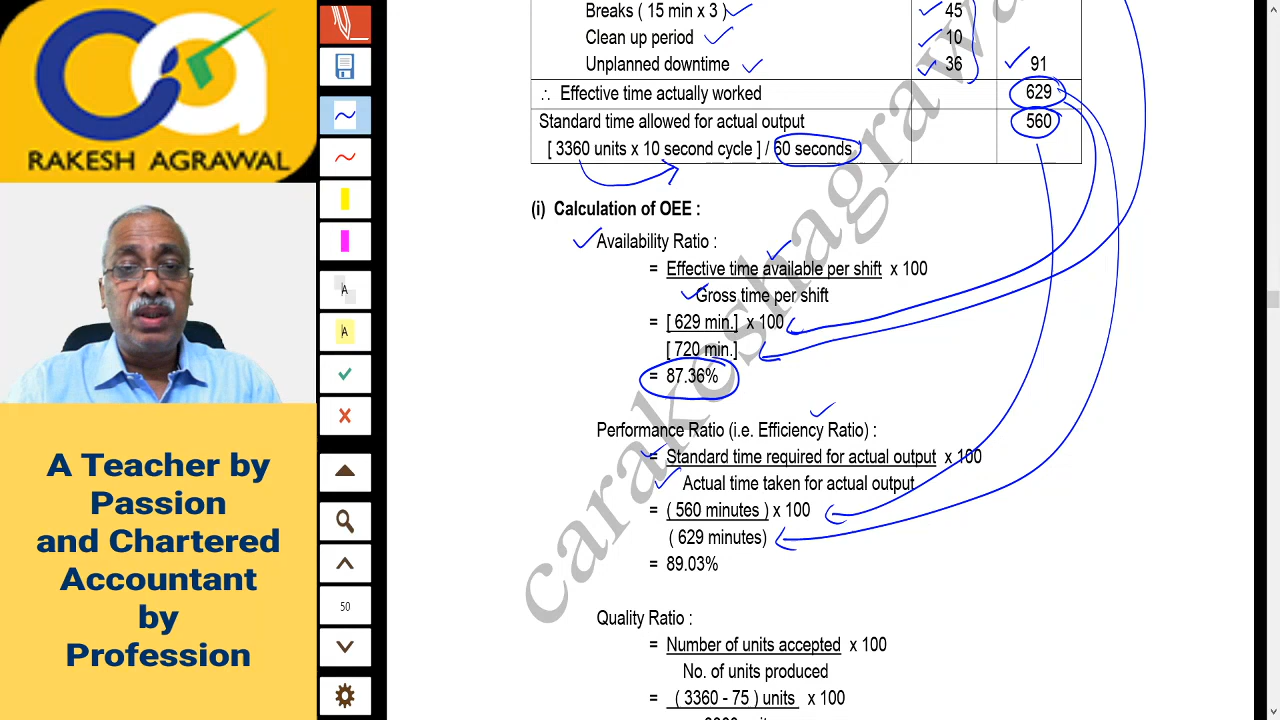 RAKESH AGRAWAL
A Teacher by
Passion
and Chartered
Accountant
by
Profession
A
A
50
Breaks ( 15 min x 3 ) 45
Clean up period 10
Unplanned downtime 36 91
∴ Effective time actually worked 629
Standard time allowed for actual output 560
[ 3360 units x 10 second cycle ] / 60 seconds
(i) Calculation of OEE :
Availability Ratio :
= Effective time available per shift x 100
Gross time per shift
= [ 629 min.] x 100
[ 720 min.]
= 87.36%
Performance Ratio (i.e. Efficiency Ratio) :
= Standard time required for actual output x 100
Actual time taken for actual output
= ( 560 minutes ) x 100
( 629 minutes)
= 89.03%
Quality Ratio :
= Number of units accepted x 100
No. of units produced
= ( 3360 - 75 ) units x 100
carakeshagrawa